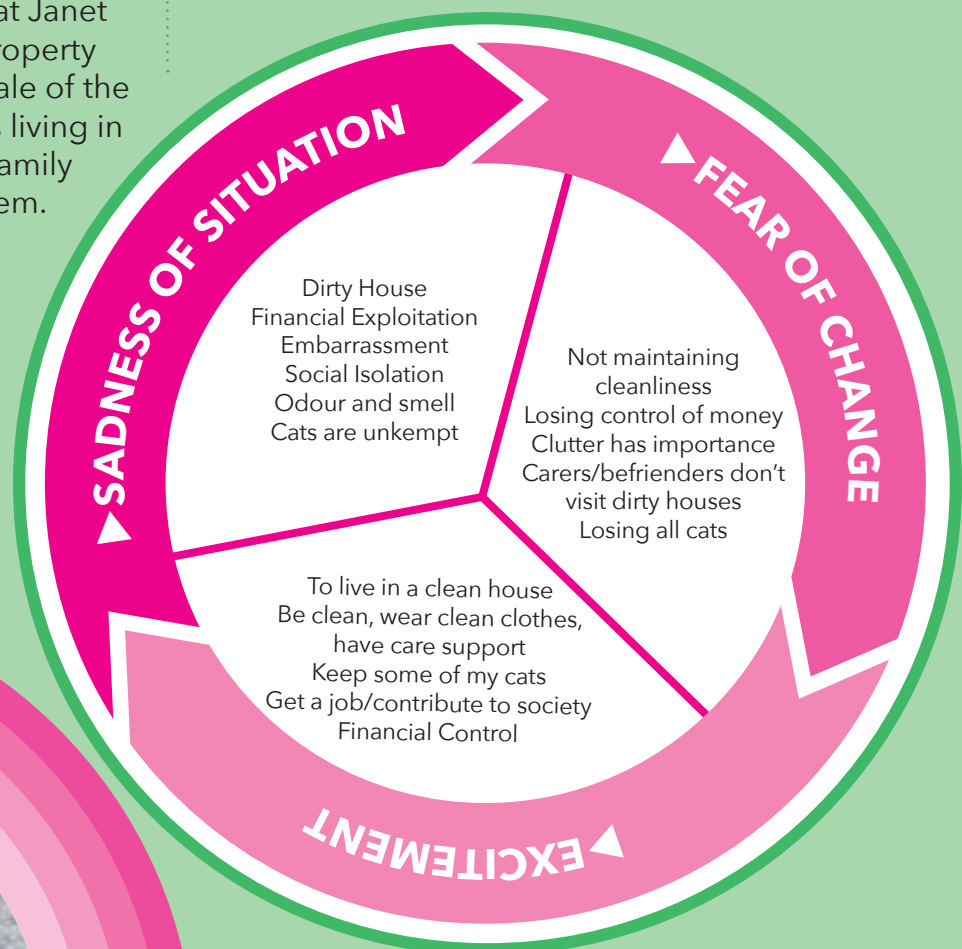 at Janet
roperty
ale of the
s living in
amily
em.
SADNESS OF SITUATION
Dirty House
Financial Exploitation
Embarrassment
Social Isolation
Odour and smell
Cats are unkempt
FEAR OF CHANGE
Not maintaining
cleanliness
Losing control of money
Clutter has importance
Carers/befrienders don't
visit dirty houses
Losing all cats
To live in a clean house
Be clean, wear clean clothes,
have care support
Keep some of my cats
Get a job/contribute to society
Financial Control
EXCITEMENT